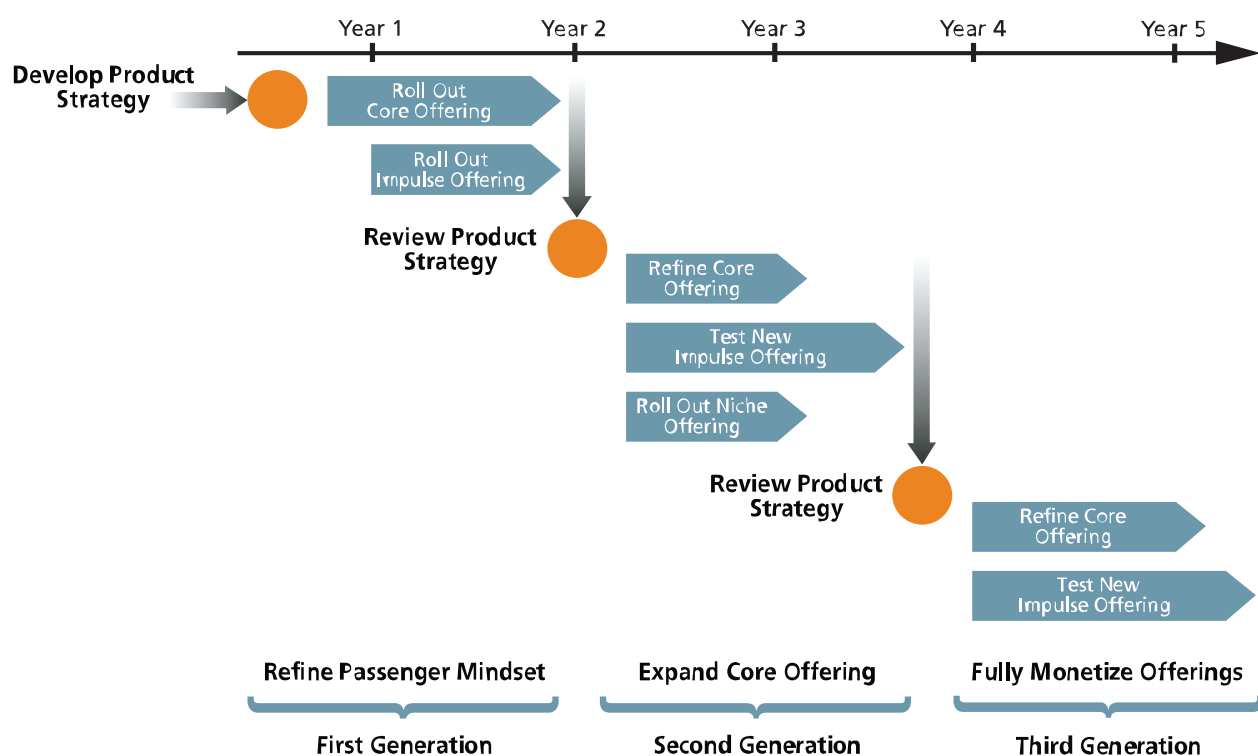 Year 1
Year 2
Year 3
Year 4
Year 5
Develop Product
Strategy
Roll Out
Core Offering
Roll Out
Impulse Offering
Review Product
Strategy
Refine Core
Offering
Test New
Impulse Offering
Roll Out Niche
Offering
Review Product
Strategy
Refine Core
Offering
Test New
Impulse Offering
Refine Passenger Mindset
Expand Core Offering
Fully Monetize Offerings
First Generation
Second Generation
Third Generation